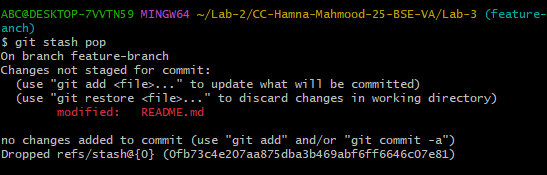 ABC@DESKTOP-7VVTN59 MINGW64 ~/Lab-2/CC-Hamna-Mahmood-25-BSE-VA/Lab-3 (feature-
anch)
$ git stash pop
On branch feature-branch
Changes not staged for commit:
  (use "git add <file>..." to update what will be committed)
  (use "git restore <file>..." to discard changes in working directory)
        modified:   README.md

no changes added to commit (use "git add" and/or "git commit -a")
Dropped refs/stash@{0} (0fb73c4e207aa875dba3b469abf6ff6646c07e81)